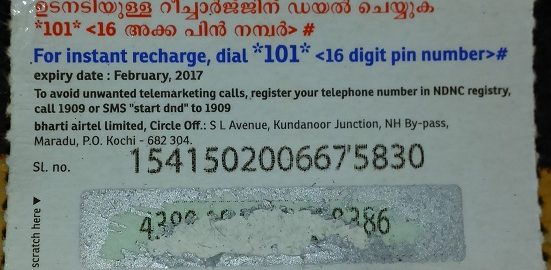 ഉടനടിയുള്ള റീച്ചാർജ്ജിന് ഡയൽ ചെയ്യുക
*101* <16 അക്ക പിൻ നമ്പർ> #
For instant recharge, dial *101* <16 digit pin number>#
expiry date : February, 2017
To avoid unwanted telemarketing calls, register your telephone number in NDNC registry,
call 1909 or SMS "start dnd" to 1909
bharti airtel limited, Circle Off.: S L Avenue, Kundanoor Junction, NH By-pass,
Maradu, P.O. Kochi - 682 304.
Sl. no. 154150200667'5830
scratch here ▼